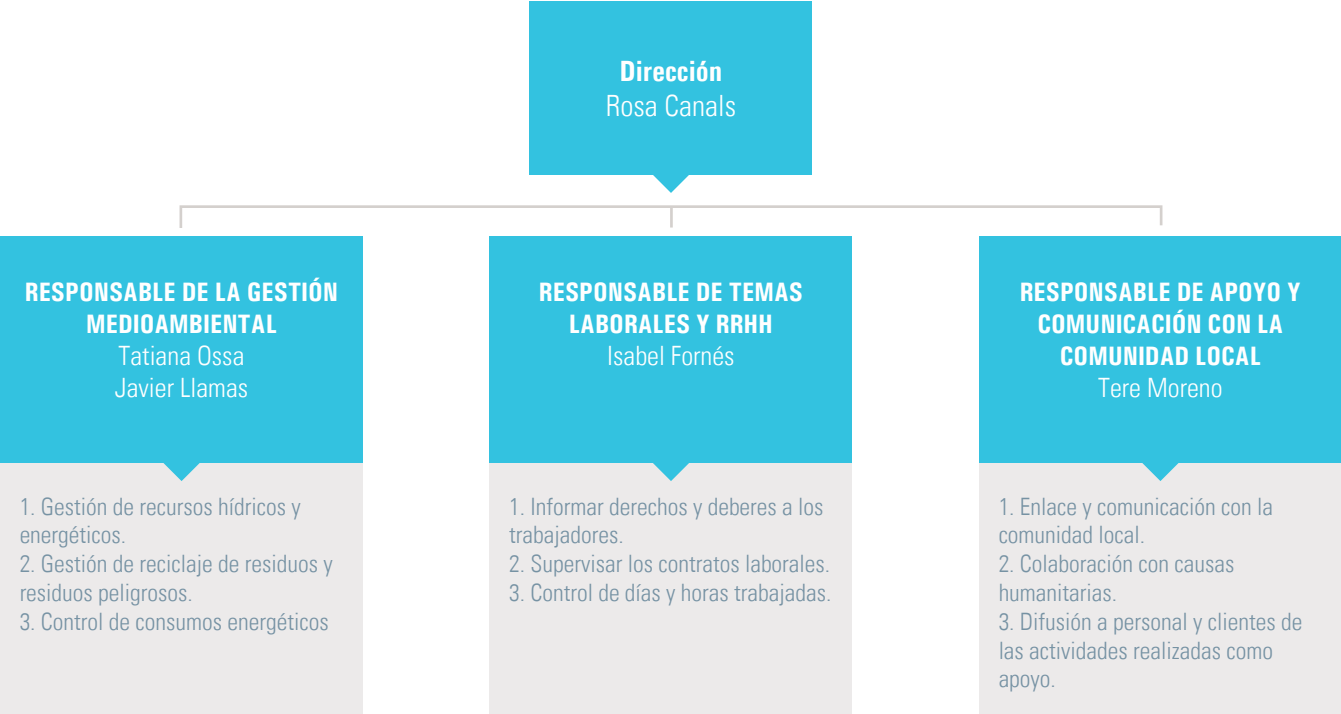 Dirección
Rosa Canals
RESPONSABLE DE LA GESTIÓN
MEDIOAMBIENTAL
Tatiana Ossa
Javier Llamas
1. Gestión de recursos hídricos y
energéticos.
2. Gestión de reciclaje de residuos y
residuos peligrosos.
3. Control de consumos energéticos
RESPONSABLE DE TEMAS
LABORALES Y RRHH
Isabel Fornés
1. Informar derechos y deberes a los
trabajadores.
2. Supervisar los contratos laborales.
3. Control de días y horas trabajadas.
RESPONSABLE DE APOYO Y
COMUNICACIÓN CON LA
COMUNIDAD LOCAL
Tere Moreno
1. Enlace y comunicación con la
comunidad local.
2. Colaboración con causas
humanitarias.
3. Difusión a personal y clientes de
las actividades realizadas como
apoyo.